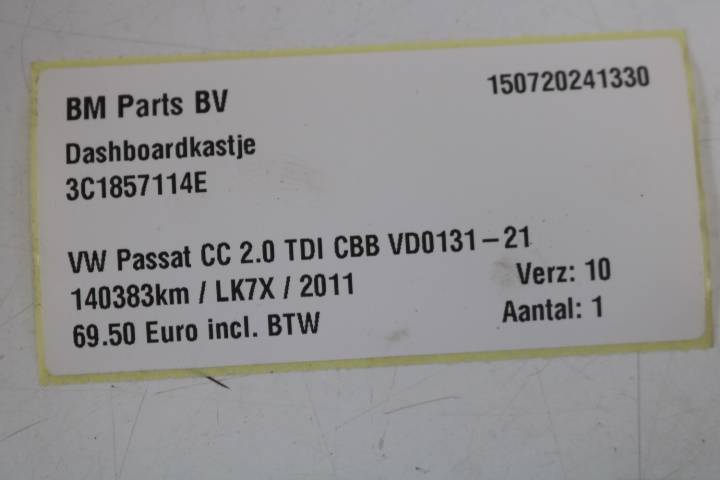 BM Parts BV
150720241330
Dashboardkastje
3C1857114E
VW Passat CC 2.0 TDI CBB VD0131-21
140383km / LK7X / 2011
Verz: 10
69.50 Euro incl. BTW
Aantal: 1